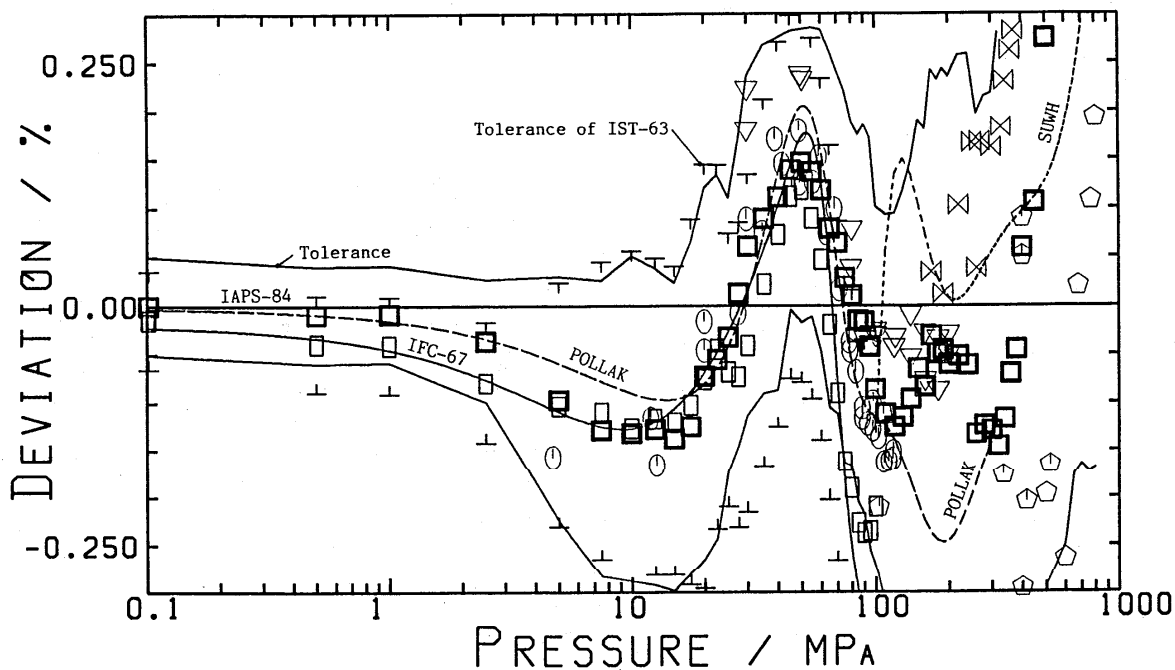 0.250
Tolerance of IST-63
SUWH
Tolerance
DEVIATION / %
0.00
IAPS-84
IFC-67
POLLAK
POLLAK
-0.250
0.1 1 10 100 1000
PRESSURE / MPA